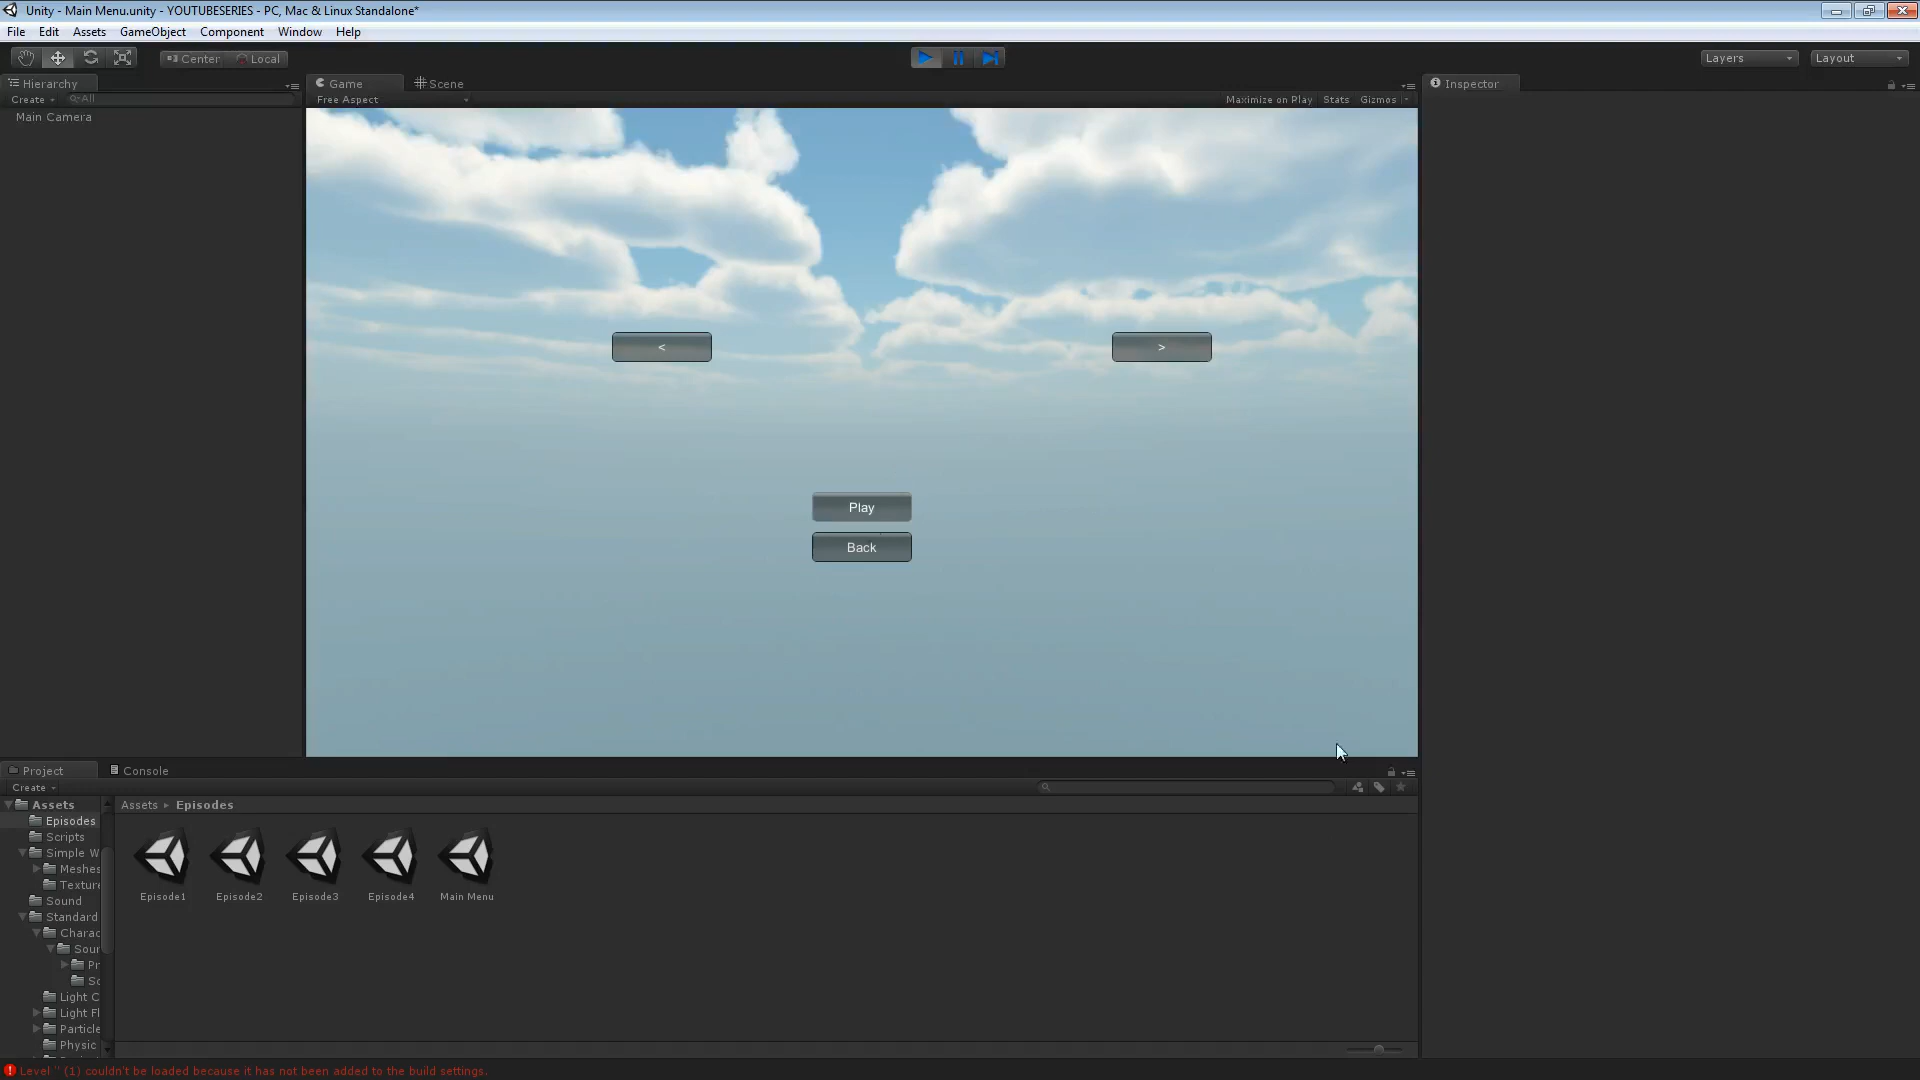 Unity - Main Menu.unity - YOUTUBESERIES - PC, Mac & Linux Standalone*
File Edit Assets GameObject Component Window Help
Center Local
Layers Layout
Hierarchy
Game Scene
Inspector
Create All
Free Aspect
Maximize on Play Stats Gizmos
Main Camera
< >
Play
Back
Project Console
Create
Assets
Assets Episodes
Episodes
Scripts
Simple W
Meshes
Texture
Sound
Standard
Charac
Sour
Pr
Sc
Light C
Light Fl
Particle
Physic
Episode1 Episode2 Episode3 Episode4 Main Menu
Level '' (1) couldn't be loaded because it has not been added to the build settings.